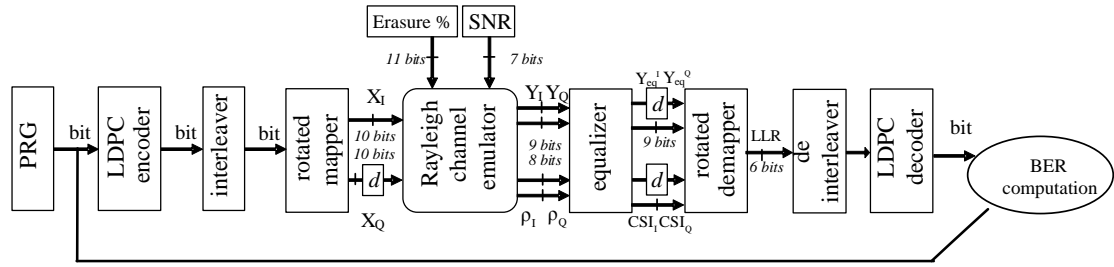 Erasure %
SNR
11 bits
7 bits
PRG
bit
LDPC
encoder
bit
interleaver
bit
rotated
mapper
X_I
10 bits
10 bits
d
X_Q
Rayleigh
channel
emulator
Y_I Y_Q
9 bits
8 bits
ρ_I ρ_Q
equalizer
Y_eq^I Y_eq^Q
d
9 bits
d
CSI_I CSI_Q
rotated
demapper
LLR
6 bits
de
interleaver
LDPC
decoder
bit
BER
computation